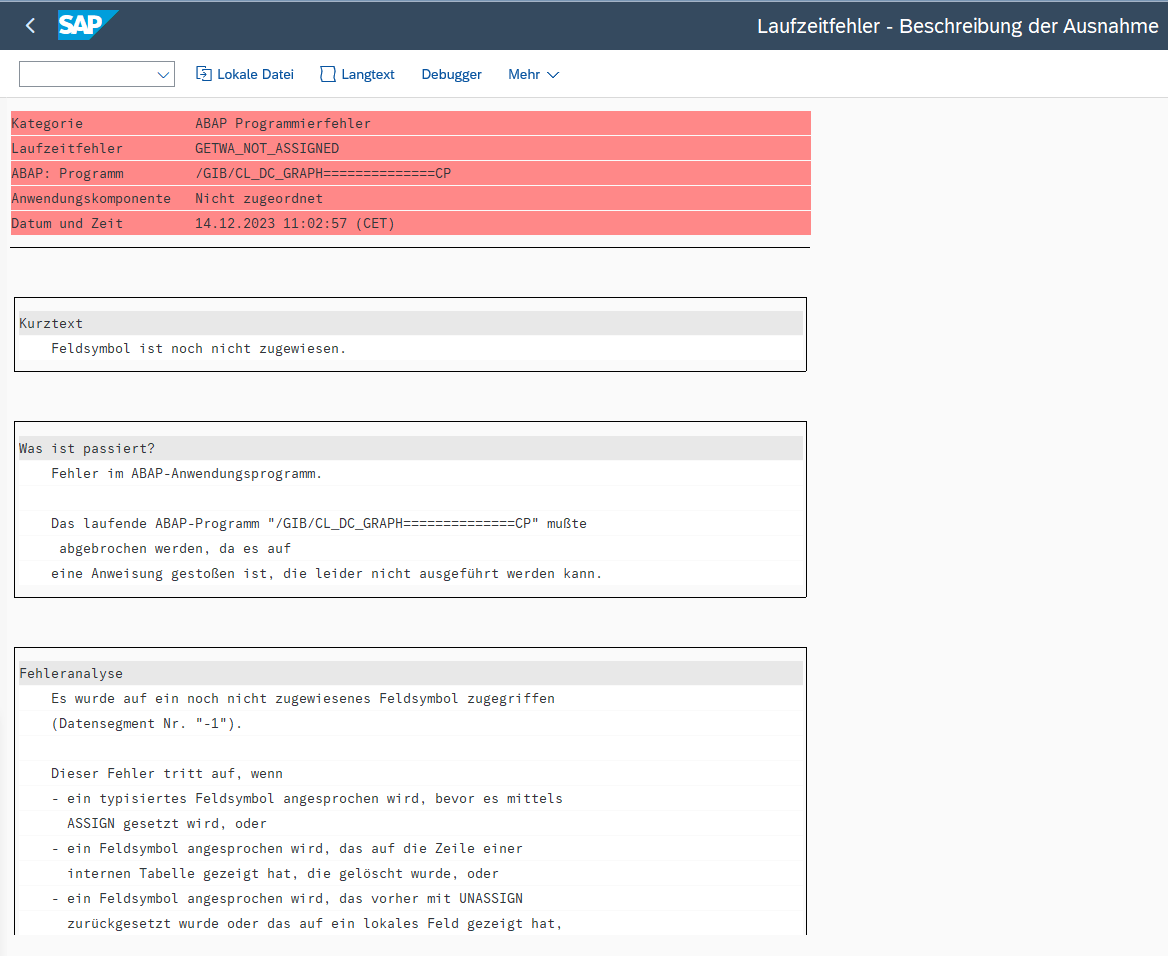 SAP
Laufzeitfehler - Beschreibung der Ausnahme
Lokale Datei Langtext Debugger Mehr
Kategorie ABAP Programmierfehler
Laufzeitfehler GETWA_NOT_ASSIGNED
ABAP: Programm /GIB/CL_DC_GRAPH==============CP
Anwendungskomponente Nicht zugeordnet
Datum und Zeit 14.12.2023 11:02:57 (CET)
Kurztext
Feldsymbol ist noch nicht zugewiesen.
Was ist passiert?
Fehler im ABAP-Anwendungsprogramm.
Das laufende ABAP-Programm "/GIB/CL_DC_GRAPH==============CP" mußte
abgebrochen werden, da es auf
eine Anweisung gestoßen ist, die leider nicht ausgeführt werden kann.
Fehleranalyse
Es wurde auf ein noch nicht zugewiesenes Feldsymbol zugegriffen
(Datensegment Nr. "-1").
Dieser Fehler tritt auf, wenn
- ein typisiertes Feldsymbol angesprochen wird, bevor es mittels
ASSIGN gesetzt wird, oder
- ein Feldsymbol angesprochen wird, das auf die Zeile einer
internen Tabelle gezeigt hat, die gelöscht wurde, oder
- ein Feldsymbol angesprochen wird, das vorher mit UNASSIGN
zurückgesetzt wurde oder das auf ein lokales Feld gezeigt hat,